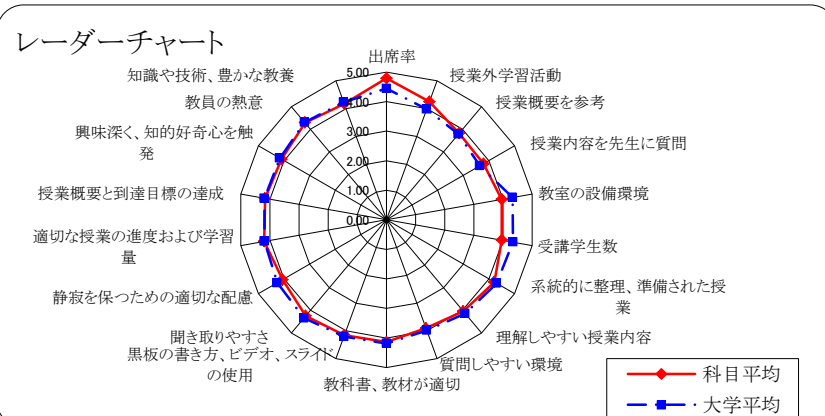 レーダーチャート
出席率
授業外学習活動
授業概要を参考
授業内容を先生に質問
教室の設備環境
受講学生数
系統的に整理、準備された授
業
理解しやすい授業内容
質問しやすい環境
教科書、教材が適切
黒板の書き方、ビデオ、スライド
の使用
聞き取りやすさ
静寂を保つための適切な配慮
適切な授業の進度および学習
量
授業概要と到達目標の達成
興味深く、知的好奇心を触
発
教員の熱意
知識や技術、豊かな教養
5.00
4.00
3.00
2.00
1.00
0.00
科目平均
大学平均